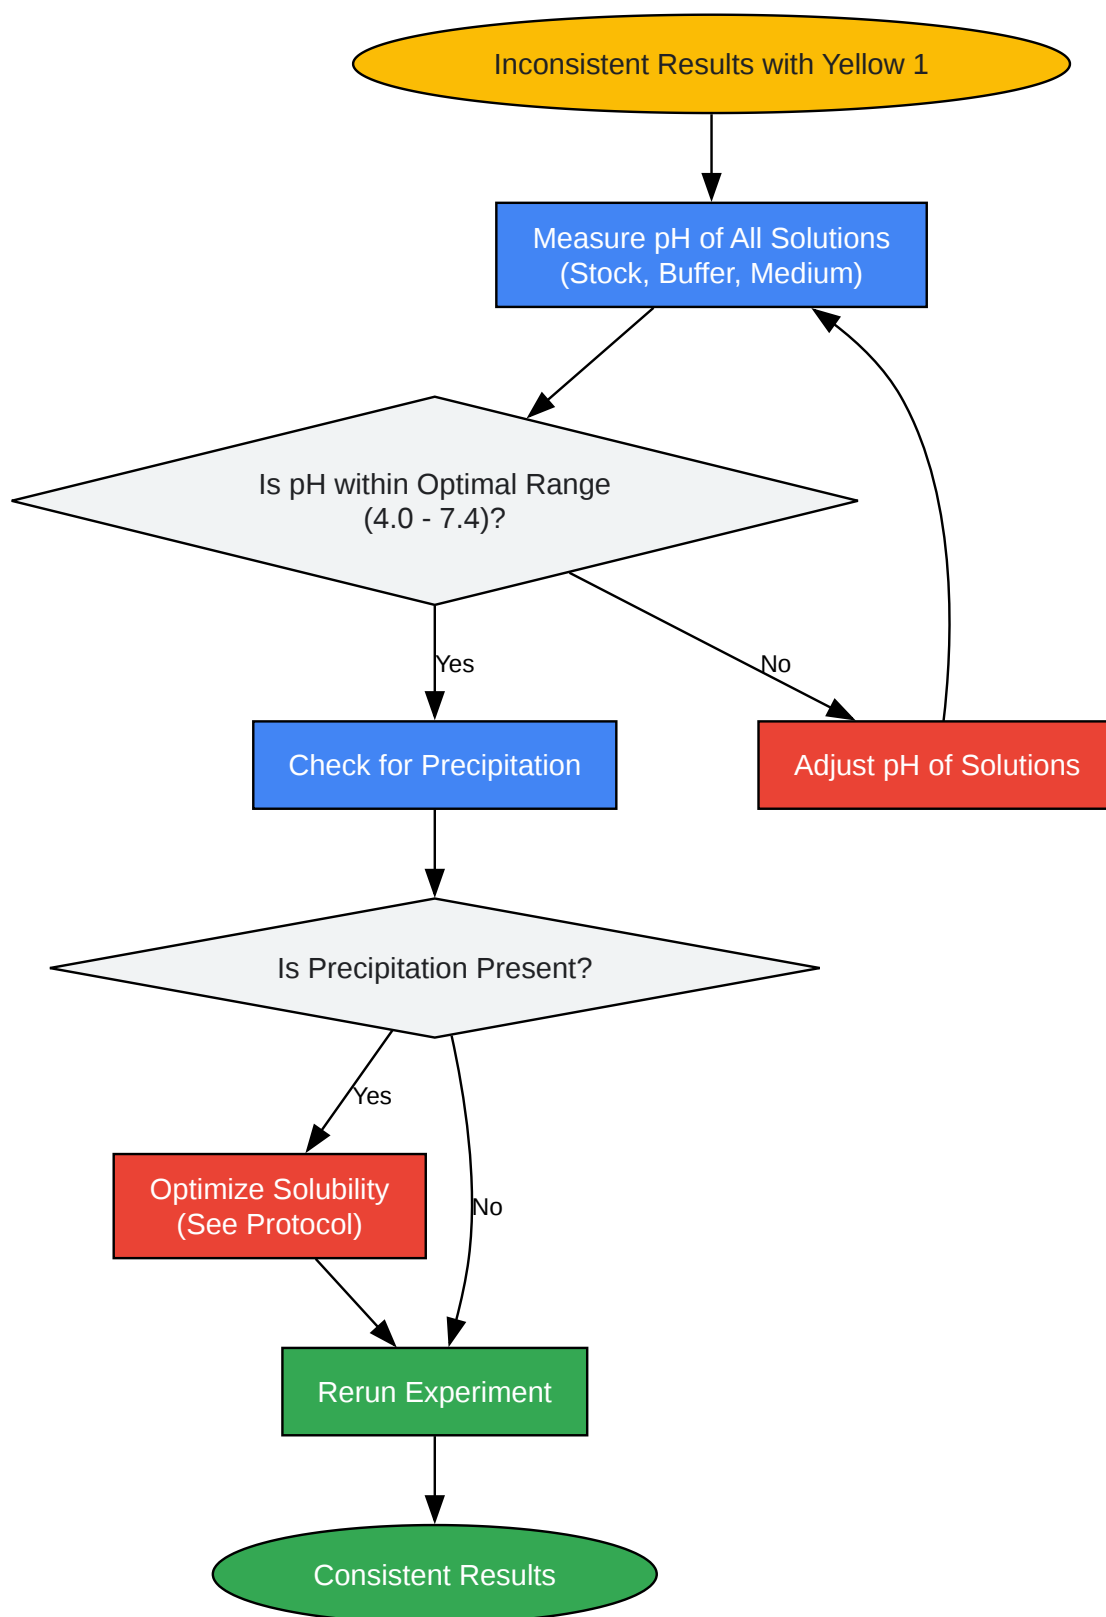 Inconsistent Results with Yellow 1
Measure pH of All Solutions
(Stock, Buffer, Medium)
Is pH within Optimal Range
(4.0 - 7.4)?
Yes
No
Check for Precipitation
Adjust pH of Solutions
Is Precipitation Present?
Yes
Optimize Solubility
(See Protocol)
No
Rerun Experiment
Consistent Results